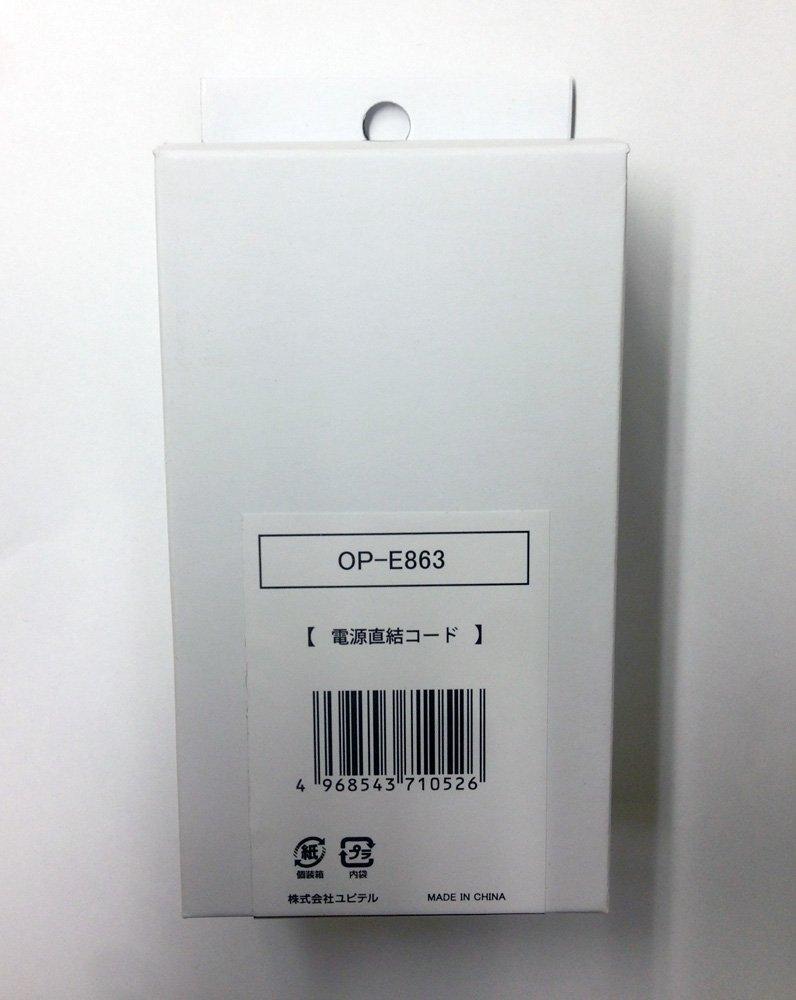 OP-E863
【 電源直結コード 】
4 968543 710526
紙 プラ
個装箱 内袋
株式会社ユピテル MADE IN CHINA